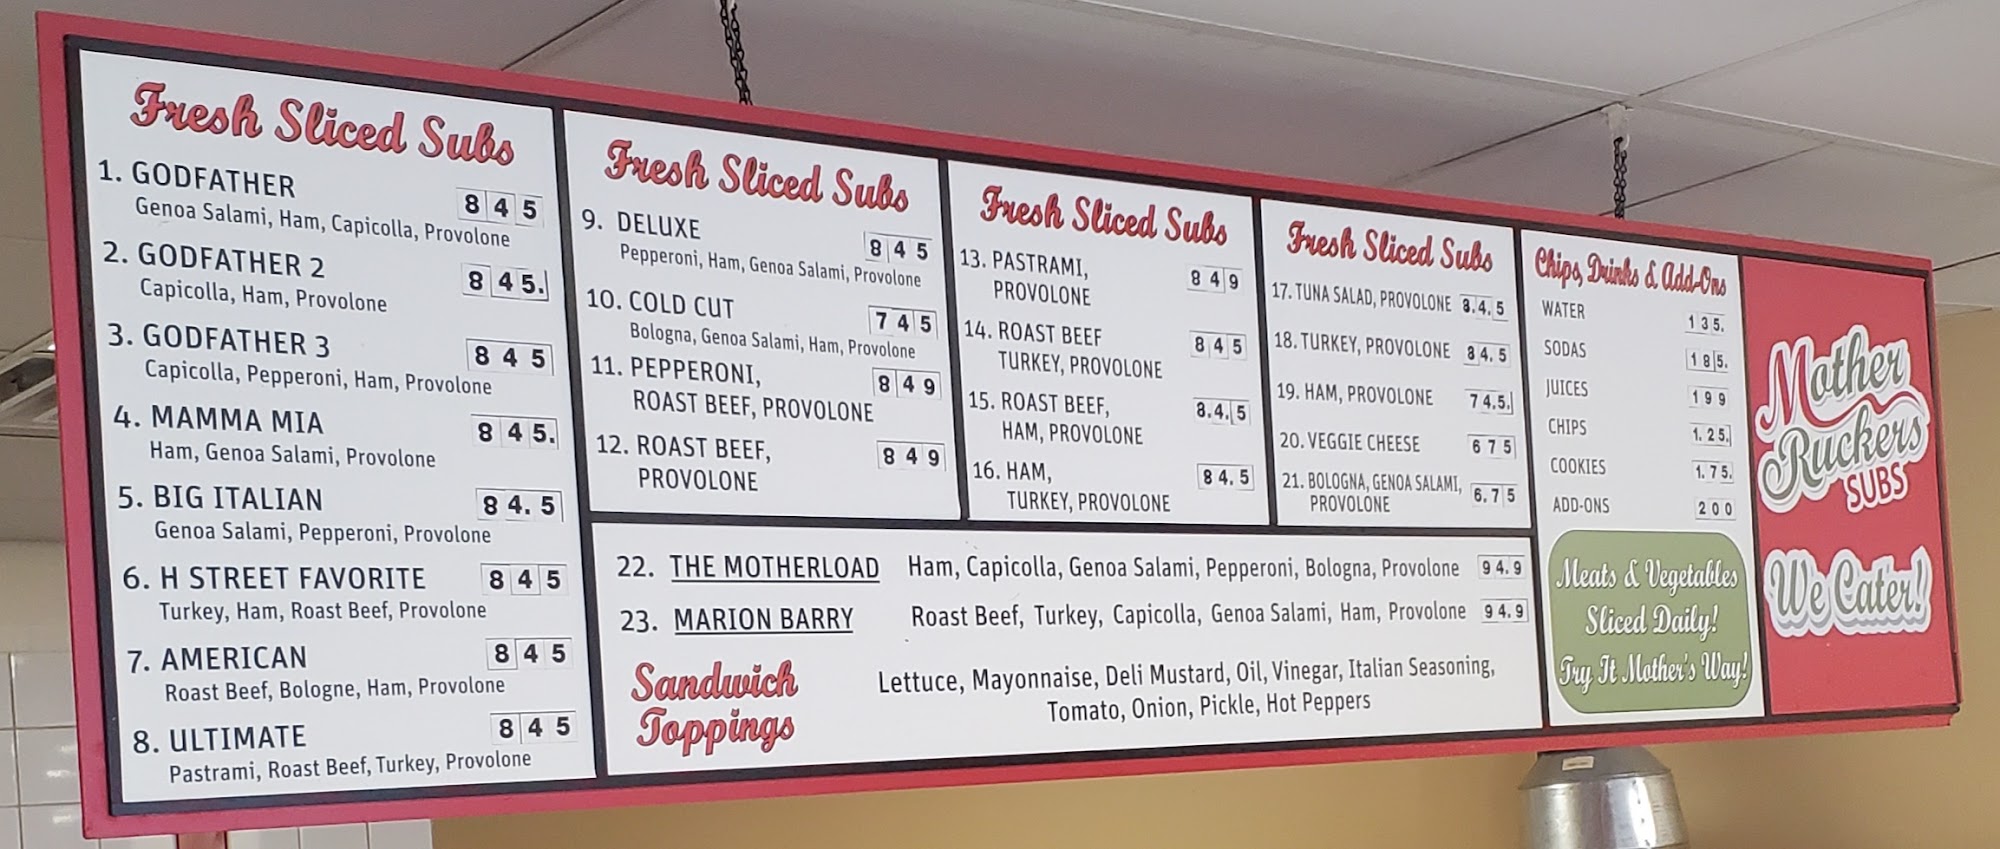 Fresh Sliced Subs
1. GODFATHER 8 4 5
Genoa Salami, Ham, Capicolla, Provolone
2. GODFATHER 2 8 4 5.
Capicolla, Ham, Provolone
3. GODFATHER 3 8 4 5
Capicolla, Pepperoni, Ham, Provolone
4. MAMMA MIA 8 4 5.
Ham, Genoa Salami, Provolone
5. BIG ITALIAN 8 4. 5
Genoa Salami, Pepperoni, Provolone
6. H STREET FAVORITE 8 4 5
Turkey, Ham, Roast Beef, Provolone
7. AMERICAN 8 4 5
Roast Beef, Bologne, Ham, Provolone
8. ULTIMATE 8 4 5
Pastrami, Roast Beef, Turkey, Provolone
Fresh Sliced Subs
9. DELUXE 8 4 5
Pepperoni, Ham, Genoa Salami, Provolone
10. COLD CUT 7 4 5
Bologna, Genoa Salami, Ham, Provolone
11. PEPPERONI, 8 4 9
ROAST BEEF, PROVOLONE
12. ROAST BEEF, 8 4 9
PROVOLONE
Fresh Sliced Subs
13. PASTRAMI, 8 4 9
PROVOLONE
14. ROAST BEEF 8 4 5
TURKEY, PROVOLONE
15. ROAST BEEF, 8.4.5
HAM, PROVOLONE
16. HAM, 8 4. 5
TURKEY, PROVOLONE
Fresh Sliced Subs
17. TUNA SALAD, PROVOLONE 8.4.5
18. TURKEY, PROVOLONE 8 4. 5
19. HAM, PROVOLONE 7 4.5.
20. VEGGIE CHEESE 6 7 5
21. BOLOGNA, GENOA SALAMI, 6.7 5
PROVOLONE
22. THE MOTHERLOAD Ham, Capicolla, Genoa Salami, Pepperoni, Bologna, Provolone 9 4. 9
23. MARION BARRY Roast Beef, Turkey, Capicolla, Genoa Salami, Ham, Provolone 9 4. 9
Sandwich
Toppings
Lettuce, Mayonnaise, Deli Mustard, Oil, Vinegar, Italian Seasoning,
Tomato, Onion, Pickle, Hot Peppers
Chips, Drinks & Add-Ons
WATER 1 3 5.
SODAS 1 8 5.
JUICES 1 9 9
CHIPS 1. 2 5.
COOKIES 1. 7 5.
ADD-ONS 2 0 0
Meats & Vegetables
Sliced Daily!
Try It Mother's Way!
Mother
Ruckers
SUBS
We Cater!